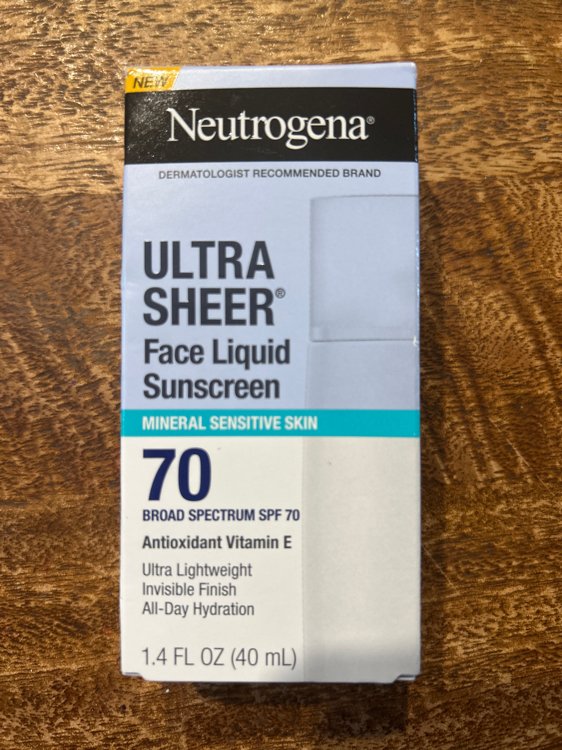 NEW
Neutrogena®
DERMATOLOGIST RECOMMENDED BRAND
ULTRA
SHEER®
Face Liquid
Sunscreen
MINERAL SENSITIVE SKIN
70
BROAD SPECTRUM SPF 70
Antioxidant Vitamin E
Ultra Lightweight
Invisible Finish
All-Day Hydration
1.4 FL OZ (40 mL)